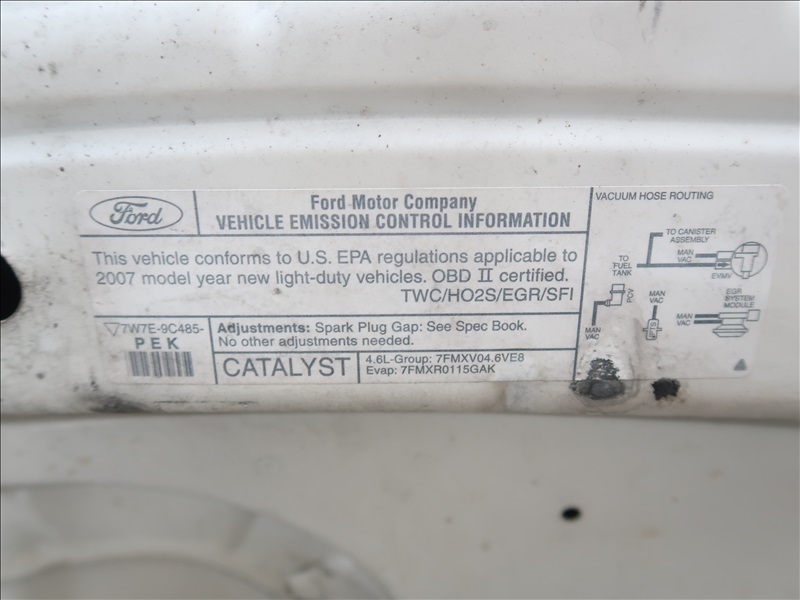 Ford
Ford Motor Company
VEHICLE EMISSION CONTROL INFORMATION
This vehicle conforms to U.S. EPA regulations applicable to
2007 model year new light-duty vehicles. OBD II certified.
TWC/HO2S/EGR/SFI
7W7E-9C485-
PEK
Adjustments: Spark Plug Gap: See Spec Book.
No other adjustments needed.
CATALYST
4.6L-Group: 7FMXV04.6VE8
Evap: 7FMXR0115GAK
VACUUM HOSE ROUTING
TO CANISTER
ASSEMBLY
MAN
VAC
TO
FUEL
TANK
EVMV
PCV
MAN
VAC
EGR
SYSTEM
MODULE
MAN
VAC
MAN
VAC